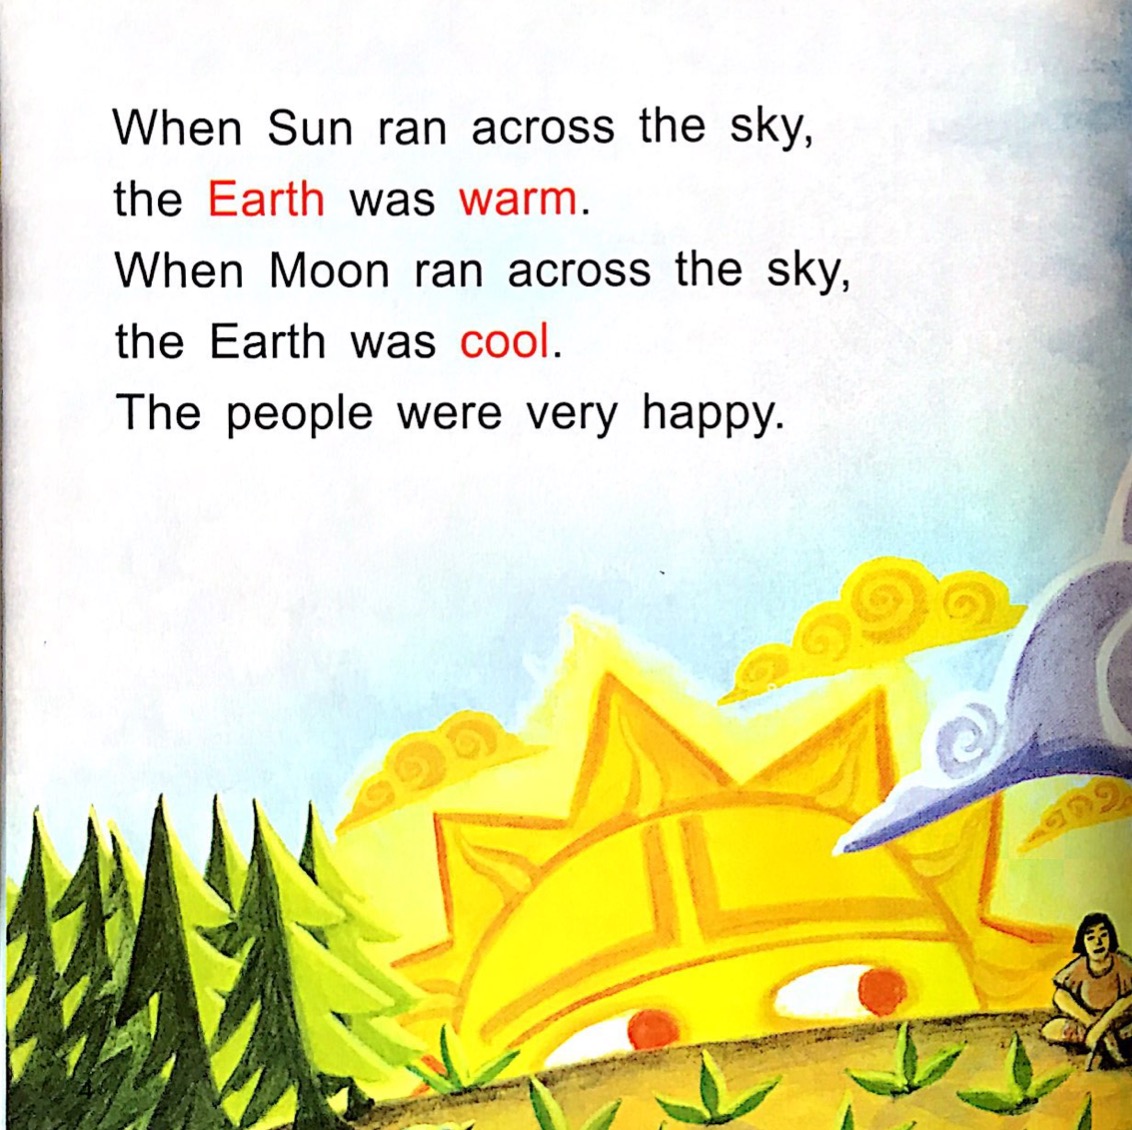 When Sun ran across the sky,
the Earth was warm.
When Moon ran across the sky,
the Earth was cool.
The people were very happy.
4